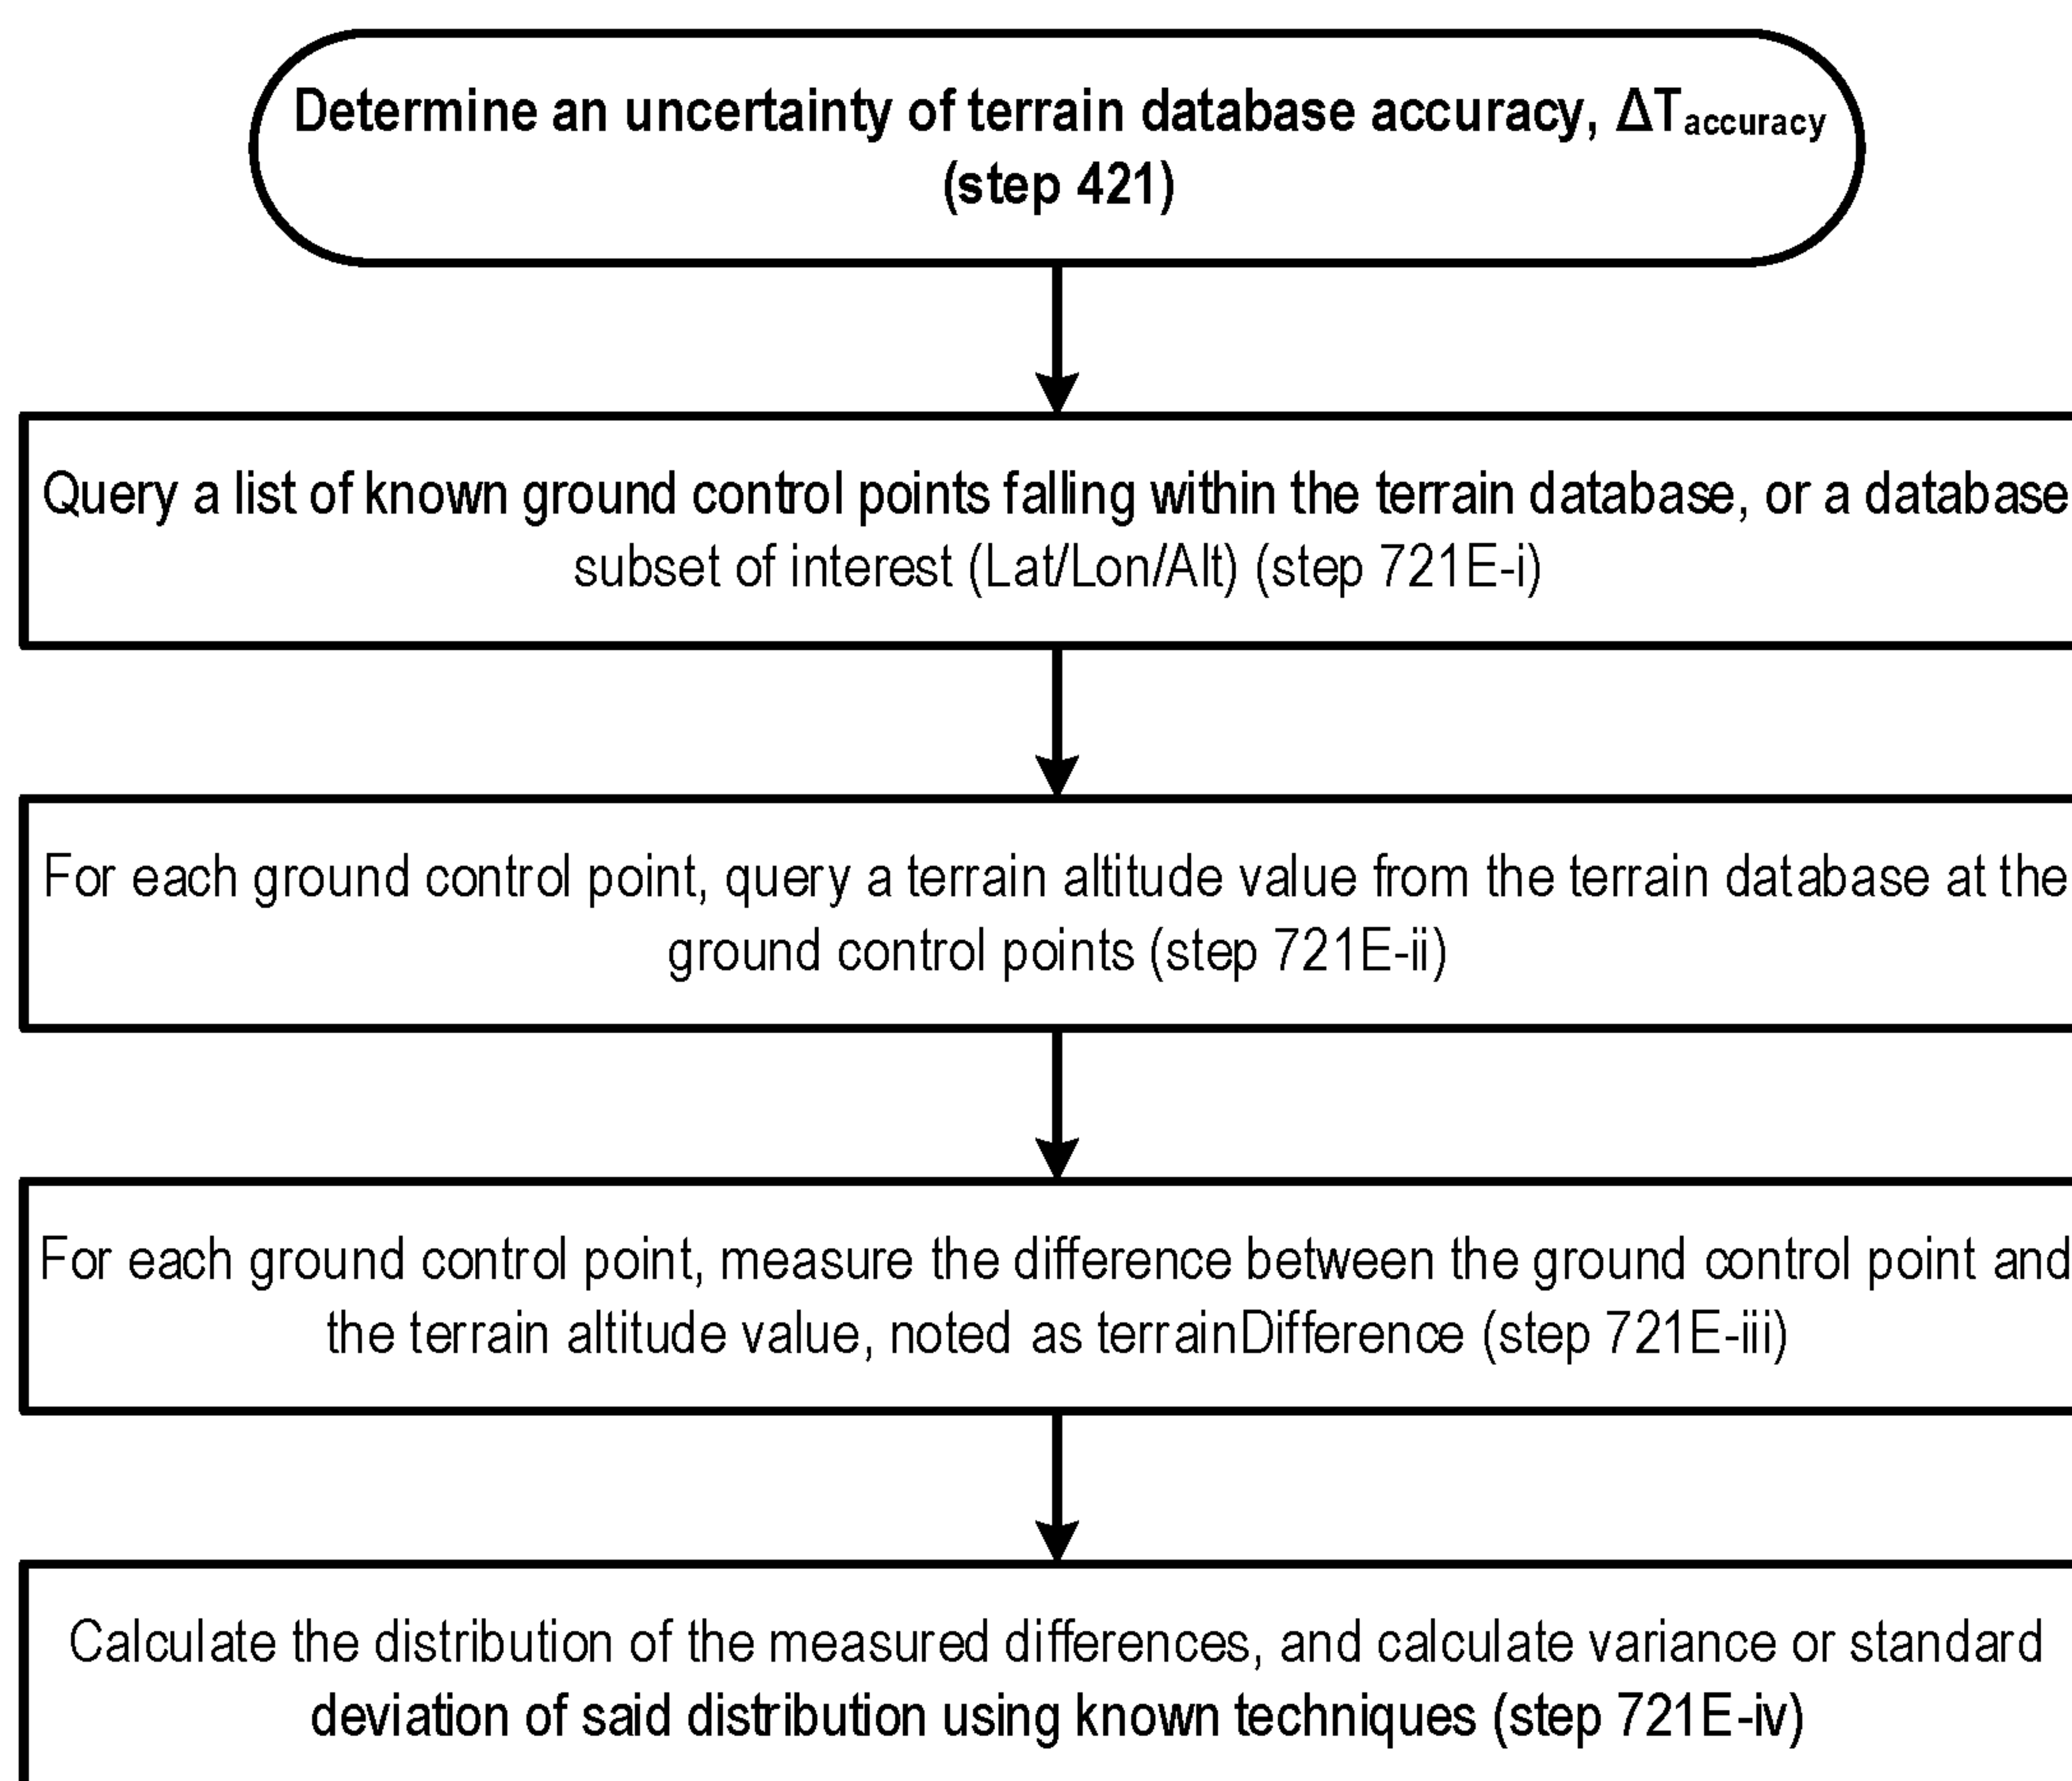 Determine an uncertainty of terrain database accuracy, ΔTaccuracy
(step 421)
Query a list of known ground control points falling within the terrain database, or a database
subset of interest (Lat/Lon/Alt) (step 721E-i)
For each ground control point, query a terrain altitude value from the terrain database at the
ground control points (step 721E-ii)
For each ground control point, measure the difference between the ground control point and
the terrain altitude value, noted as terrainDifference (step 721E-iii)
Calculate the distribution of the measured differences, and calculate variance or standard
deviation of said distribution using known techniques (step 721E-iv)